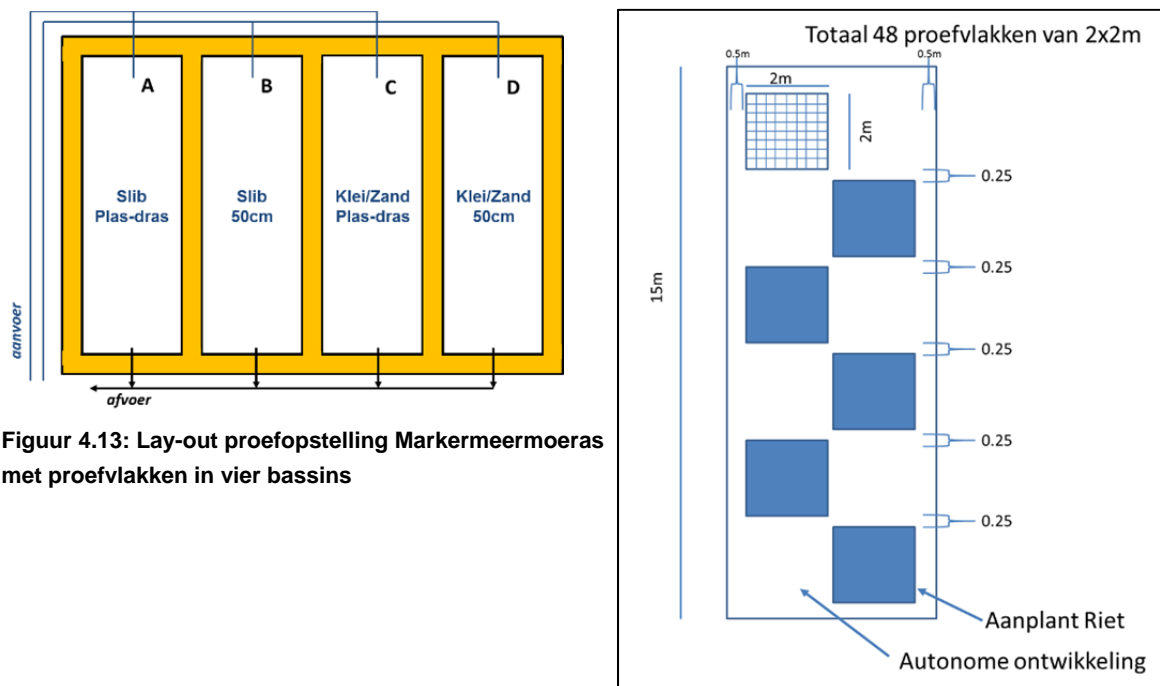 A
B
C
D
Slib
Plas-dras
Slib
50cm
Klei/Zand
Plas-dras
Klei/Zand
50cm
aanvoer
afvoer
Figuur 4.13: Lay-out proefopstelling Markermeermoeras
met proefvlakken in vier bassins
Totaal 48 proefvlakken van 2x2m
0.5m
0.5m
2m
2m
0.25
0.25
15m
0.25
0.25
0.25
Aanplant Riet
Autonome ontwikkeling